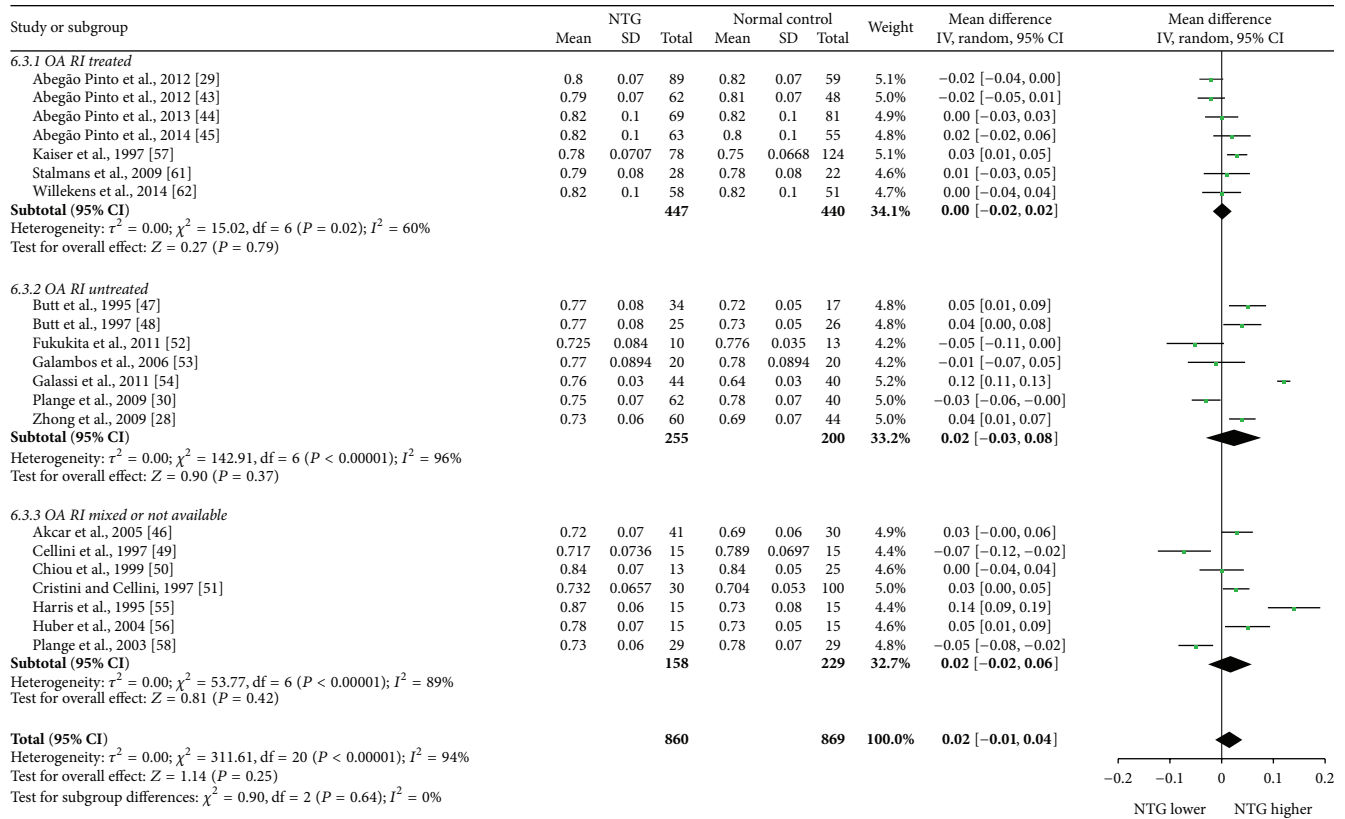 Study or subgroup NTG Normal control Weight Mean difference Mean difference
Mean SD Total Mean SD Total IV, random, 95% CI IV, random, 95% CI
6.3.1 OA RI treated
Abegão Pinto et al., 2012 [29] 0.8 0.07 89 0.82 0.07 59 5.1% −0.02 [−0.04, 0.00]
Abegão Pinto et al., 2012 [43] 0.79 0.07 62 0.81 0.07 48 5.0% −0.02 [−0.05, 0.01]
Abegão Pinto et al., 2013 [44] 0.82 0.1 69 0.82 0.1 81 4.9% 0.00 [−0.03, 0.03]
Abegão Pinto et al., 2014 [45] 0.82 0.1 63 0.8 0.1 55 4.8% 0.02 [−0.02, 0.06]
Kaiser et al., 1997 [57] 0.78 0.0707 78 0.75 0.0668 124 5.1% 0.03 [0.01, 0.05]
Stalmans et al., 2009 [61] 0.79 0.08 28 0.78 0.08 22 4.6% 0.01 [−0.03, 0.05]
Willekens et al., 2014 [62] 0.82 0.1 58 0.82 0.1 51 4.7% 0.00 [−0.04, 0.04]
Subtotal (95% CI) 447 440 34.1% 0.00 [−0.02, 0.02]
Heterogeneity: τ² = 0.00; χ² = 15.02, df = 6 (P = 0.02); I² = 60%
Test for overall effect: Z = 0.27 (P = 0.79)
6.3.2 OA RI untreated
Butt et al., 1995 [47] 0.77 0.08 34 0.72 0.05 17 4.8% 0.05 [0.01, 0.09]
Butt et al., 1997 [48] 0.77 0.08 25 0.73 0.05 26 4.8% 0.04 [0.00, 0.08]
Fukukita et al., 2011 [52] 0.725 0.084 10 0.776 0.035 13 4.2% −0.05 [−0.11, 0.00]
Galambos et al., 2006 [53] 0.77 0.0894 20 0.78 0.0894 20 4.2% −0.01 [−0.07, 0.05]
Galassi et al., 2011 [54] 0.76 0.03 44 0.64 0.03 40 5.2% 0.12 [0.11, 0.13]
Plange et al., 2009 [30] 0.75 0.07 62 0.78 0.07 40 5.0% −0.03 [−0.06, −0.00]
Zhong et al., 2009 [28] 0.73 0.06 60 0.69 0.07 44 5.0% 0.04 [0.01, 0.07]
Subtotal (95% CI) 255 200 33.2% 0.02 [−0.03, 0.08]
Heterogeneity: τ² = 0.00; χ² = 142.91, df = 6 (P < 0.00001); I² = 96%
Test for overall effect: Z = 0.90 (P = 0.37)
6.3.3 OA RI mixed or not available
Akcar et al., 2005 [46] 0.72 0.07 41 0.69 0.06 30 4.9% 0.03 [−0.00, 0.06]
Cellini et al., 1997 [49] 0.717 0.0736 15 0.789 0.0697 15 4.4% −0.07 [−0.12, −0.02]
Chiou et al., 1999 [50] 0.84 0.07 13 0.84 0.05 25 4.6% 0.00 [−0.04, 0.04]
Cristini and Cellini, 1997 [51] 0.732 0.0657 30 0.704 0.053 100 5.0% 0.03 [0.00, 0.05]
Harris et al., 1995 [55] 0.87 0.06 15 0.73 0.08 15 4.4% 0.14 [0.09, 0.19]
Huber et al., 2004 [56] 0.78 0.07 15 0.73 0.05 15 4.6% 0.05 [0.01, 0.09]
Plange et al., 2003 [58] 0.73 0.06 29 0.78 0.07 29 4.8% −0.05 [−0.08, −0.02]
Subtotal (95% CI) 158 229 32.7% 0.02 [−0.02, 0.06]
Heterogeneity: τ² = 0.00; χ² = 53.77, df = 6 (P < 0.00001); I² = 89%
Test for overall effect: Z = 0.81 (P = 0.42)
Total (95% CI) 860 869 100.0% 0.02 [−0.01, 0.04]
Heterogeneity: τ² = 0.00; χ² = 311.61, df = 20 (P < 0.00001); I² = 94%
Test for overall effect: Z = 1.14 (P = 0.25)
Test for subgroup differences: χ² = 0.90, df = 2 (P = 0.64); I² = 0%
−0.2 −0.1 0 0.1 0.2
NTG lower NTG higher